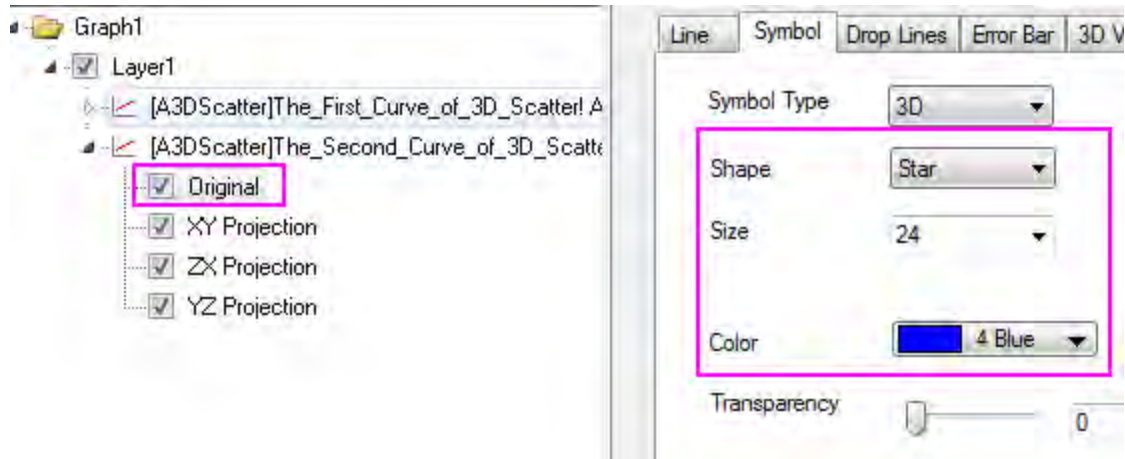 Graph1
Layer1
[A3DScatter]The_First_Curve_of_3D_Scatter! A
[A3DScatter]The_Second_Curve_of_3D_Scatte
Original
XY Projection
ZX Projection
YZ Projection
Line Symbol Drop Lines Error Bar 3D V
Symbol Type 3D
Shape Star
Size 24
Color 4 Blue
Transparency 0